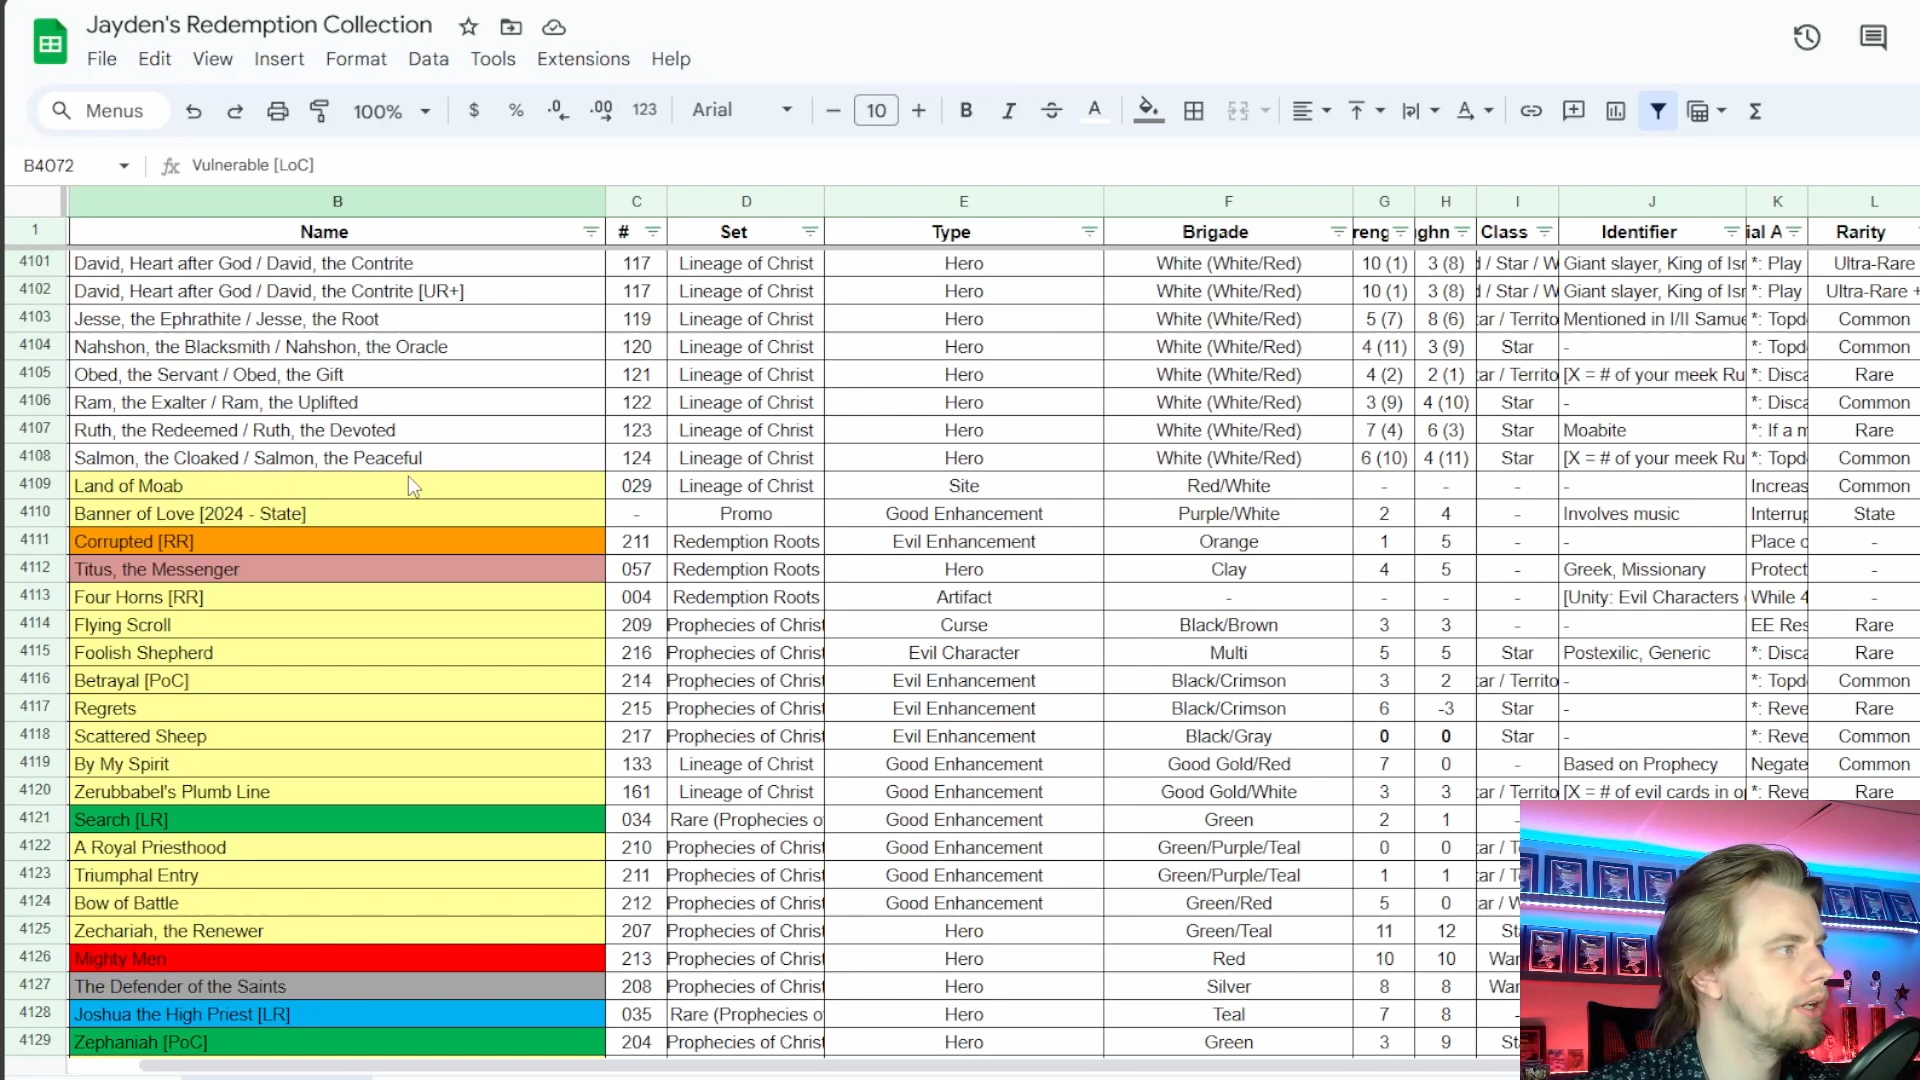 Jayden's Redemption Collection
File Edit View Insert Format Data Tools Extensions Help
Menus 100% $ % .0 .00 123 Arial 10 B I A
B4072 fx Vulnerable [LoC]
B C D E F G H I J K L
1 Name # Set Type Brigade reng ghn Class Identifier ial A Rarity
4101 David, Heart after God / David, the Contrite 117 Lineage of Christ Hero White (White/Red) 10 (1) 3 (8) / Star / W Giant slayer, King of Isr *: Play Ultra-Rare
4102 David, Heart after God / David, the Contrite [UR+] 117 Lineage of Christ Hero White (White/Red) 10 (1) 3 (8) / Star / W Giant slayer, King of Isr *: Play Ultra-Rare +
4103 Jesse, the Ephrathite / Jesse, the Root 119 Lineage of Christ Hero White (White/Red) 5 (7) 8 (6) ar / Territo Mentioned in I/II Samue *: Topd Common
4104 Nahshon, the Blacksmith / Nahshon, the Oracle 120 Lineage of Christ Hero White (White/Red) 4 (11) 3 (9) Star - *: Topd Common
4105 Obed, the Servant / Obed, the Gift 121 Lineage of Christ Hero White (White/Red) 4 (2) 2 (1) ar / Territo [X = # of your meek Ru *: Disca Rare
4106 Ram, the Exalter / Ram, the Uplifted 122 Lineage of Christ Hero White (White/Red) 3 (9) 4 (10) Star - *: Disca Common
4107 Ruth, the Redeemed / Ruth, the Devoted 123 Lineage of Christ Hero White (White/Red) 7 (4) 6 (3) Star Moabite *: If a n Rare
4108 Salmon, the Cloaked / Salmon, the Peaceful 124 Lineage of Christ Hero White (White/Red) 6 (10) 4 (11) Star [X = # of your meek Ru *: Topd Common
4109 Land of Moab 029 Lineage of Christ Site Red/White - - - - Increas Common
4110 Banner of Love [2024 - State] - Promo Good Enhancement Purple/White 2 4 - Involves music Interrup State
4111 Corrupted [RR] 211 Redemption Roots Evil Enhancement Orange 1 5 - - Place o -
4112 Titus, the Messenger 057 Redemption Roots Hero Clay 4 5 - Greek, Missionary Protect -
4113 Four Horns [RR] 004 Redemption Roots Artifact - - - - [Unity: Evil Characters While 4 -
4114 Flying Scroll 209 Prophecies of Christ Curse Black/Brown 3 3 - - EE Res Rare
4115 Foolish Shepherd 216 Prophecies of Christ Evil Character Multi 5 5 Star Postexilic, Generic *: Disca Rare
4116 Betrayal [PoC] 214 Prophecies of Christ Evil Enhancement Black/Crimson 3 2 ar / Territo - *: Topd Common
4117 Regrets 215 Prophecies of Christ Evil Enhancement Black/Crimson 6 -3 Star - *: Reve Rare
4118 Scattered Sheep 217 Prophecies of Christ Evil Enhancement Black/Gray 0 0 Star - *: Reve Common
4119 By My Spirit 133 Lineage of Christ Good Enhancement Good Gold/Red 7 0 - Based on Prophecy Negate Common
4120 Zerubbabel's Plumb Line 161 Lineage of Christ Good Enhancement Good Gold/White 3 3 ar / Territo [X = # of evil cards in o *: Reve Rare
4121 Search [LR] 034 Rare (Prophecies o Good Enhancement Green 2 1 -
4122 A Royal Priesthood 210 Prophecies of Christ Good Enhancement Green/Purple/Teal 0 0 ar / T
4123 Triumphal Entry 211 Prophecies of Christ Good Enhancement Green/Purple/Teal 1 1 ar / T
4124 Bow of Battle 212 Prophecies of Christ Good Enhancement Green/Red 5 0 ar / W
4125 Zechariah, the Renewer 207 Prophecies of Christ Hero Green/Teal 11 12 St
4126 Mighty Men 213 Prophecies of Christ Hero Red 10 10 War
4127 The Defender of the Saints 208 Prophecies of Christ Hero Silver 8 8 War
4128 Joshua the High Priest [LR] 035 Rare (Prophecies o Hero Teal 7 8 -
4129 Zephaniah [PoC] 204 Prophecies of Christ Hero Green 3 9 St